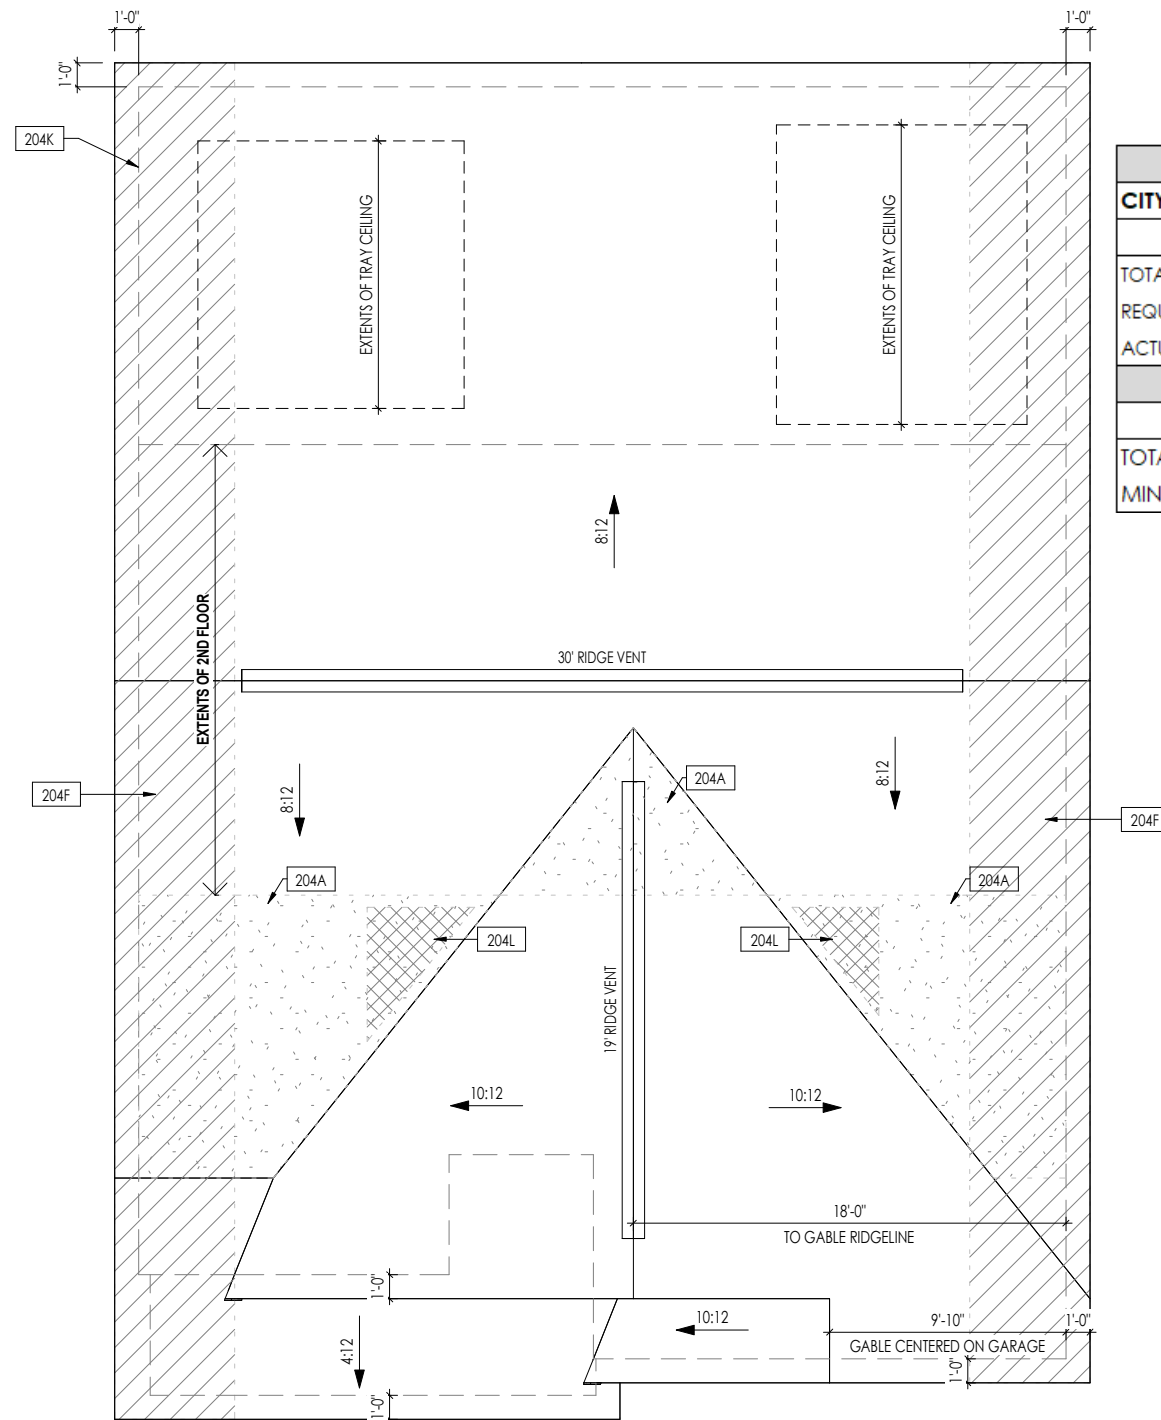 1'-0"
1'-0"
1'-0"
204K
EXTENTS OF TRAY CEILING
EXTENTS OF TRAY CEILING
CITY
TOTA
REQU
ACTU
TOTA
MIN
8:12
EXTENTS OF 2ND FLOOR
30' RIDGE VENT
204F
8:12
204A
8:12
204F
204A
204A
204L
204L
19' RIDGE VENT
10:12
10:12
18'-0"
TO GABLE RIDGELINE
1'-0"
10:12
9'-10"
1'-0"
GABLE CENTERED ON GARAGE
4:12
1'-0"
1'-0"